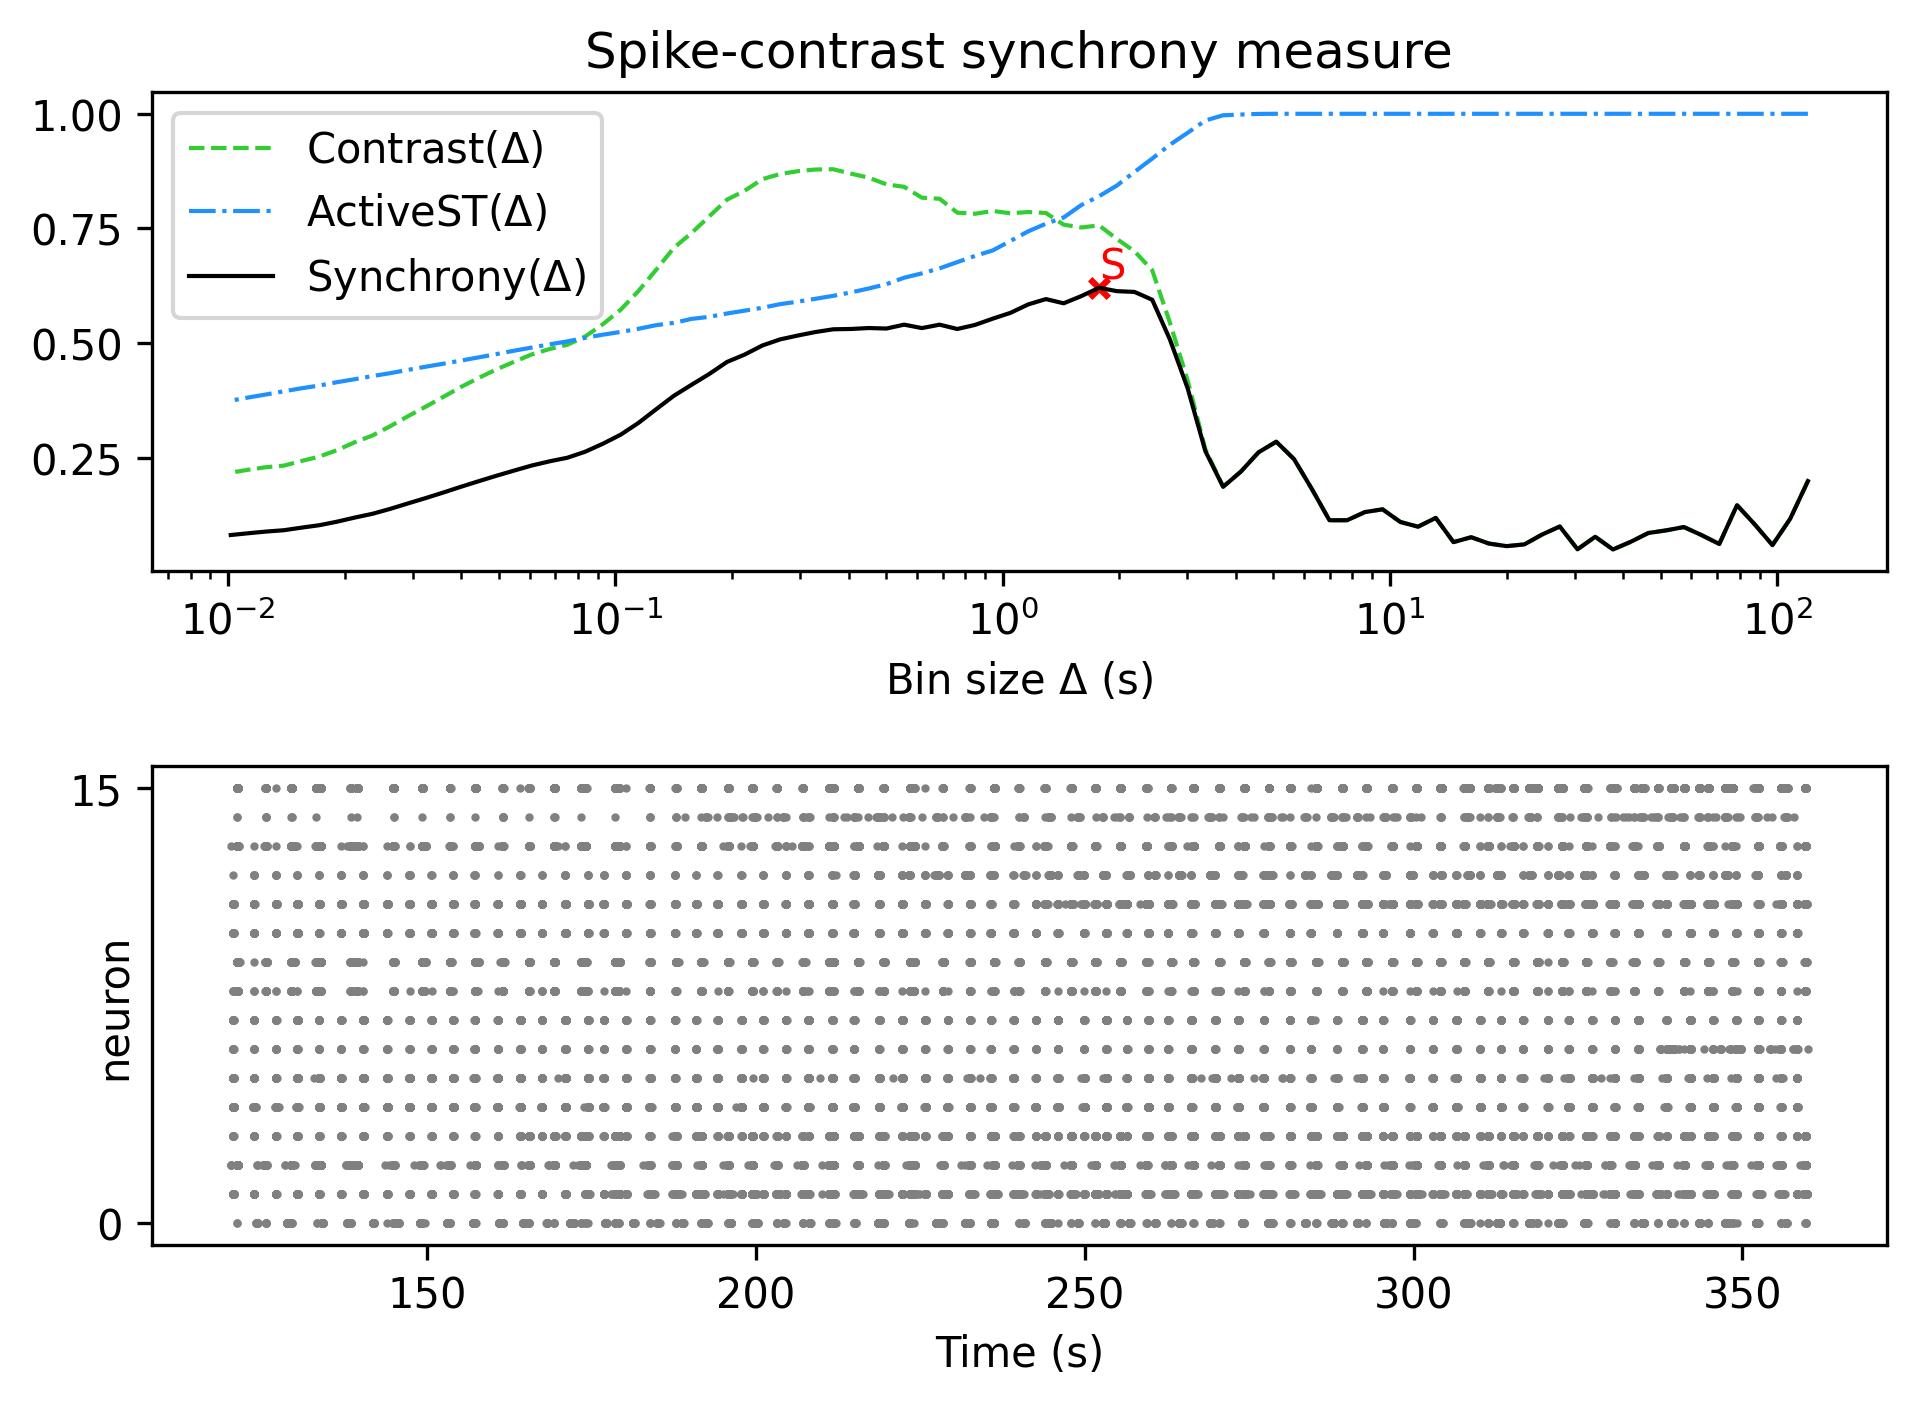 Spike-contrast synchrony measure
1.00
0.75
0.50
0.25
Contrast(Δ)
ActiveST(Δ)
Synchrony(Δ)
S
10⁻² 10⁻¹ 10⁰ 10¹ 10²
Bin size Δ (s)
15
0
neuron
150 200 250 300 350
Time (s)